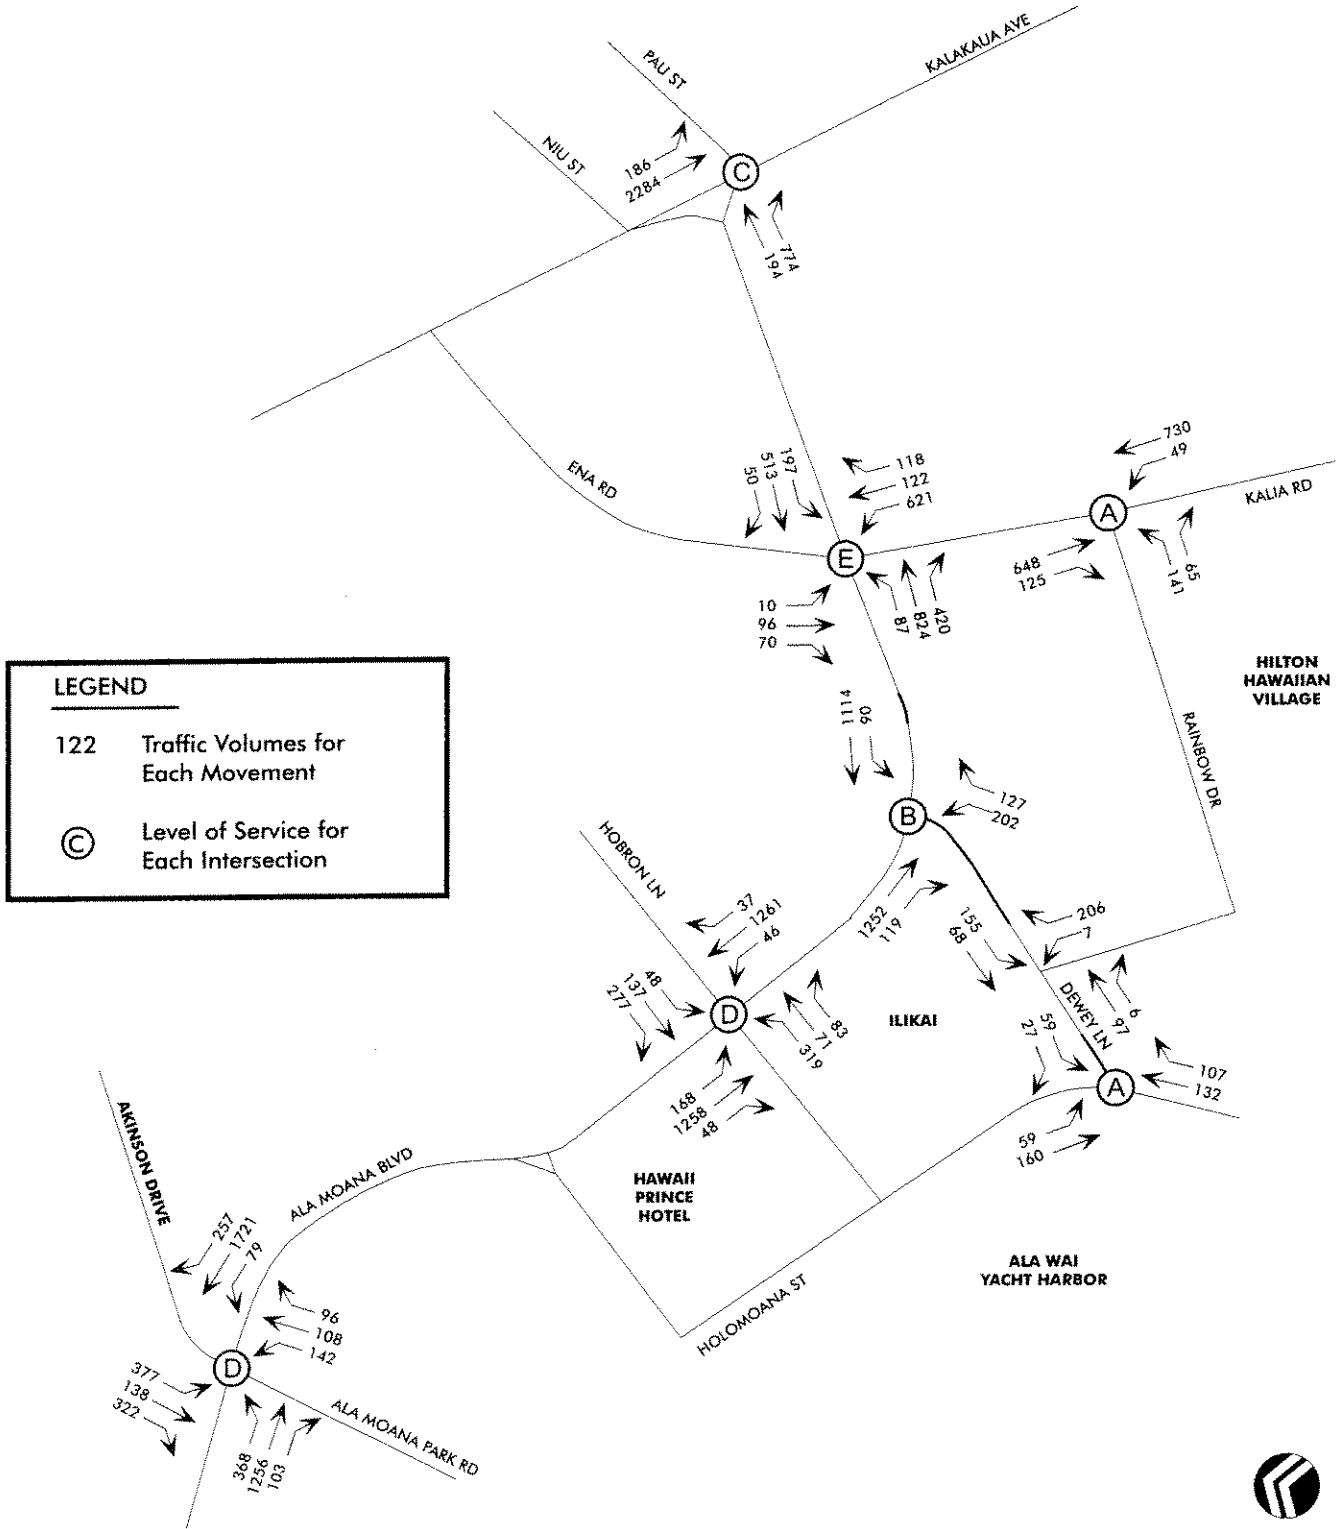 KALAKAUA AVE
PAU ST
NIU ST
186
2284
C
774
194
730
49
KALIA RD
A
648
125
65
141
ENA RD
50
513
197
118
122
621
E
10
96
70
87
824
420
HILTON
HAWAIIAN
VILLAGE
LEGEND
122
Traffic Volumes for
Each Movement
C
Level of Service for
Each Intersection
1114
90
RAINBOW DR
B
127
202
HOBRON LN
1252
119
37
1261
46
155
68
206
7
48
137
277
D
83
71
319
ILIKAI
DEWEY LN
6
97
59
27
107
132
A
168
1258
48
59
160
AKINSON DRIVE
ALA MOANA BLVD
HAWAII
PRINCE
HOTEL
ALA WAI
YACHT HARBOR
HOLOMOANA ST
257
1721
79
96
108
142
D
377
138
322
368
1256
103
ALA MOANA PARK RD